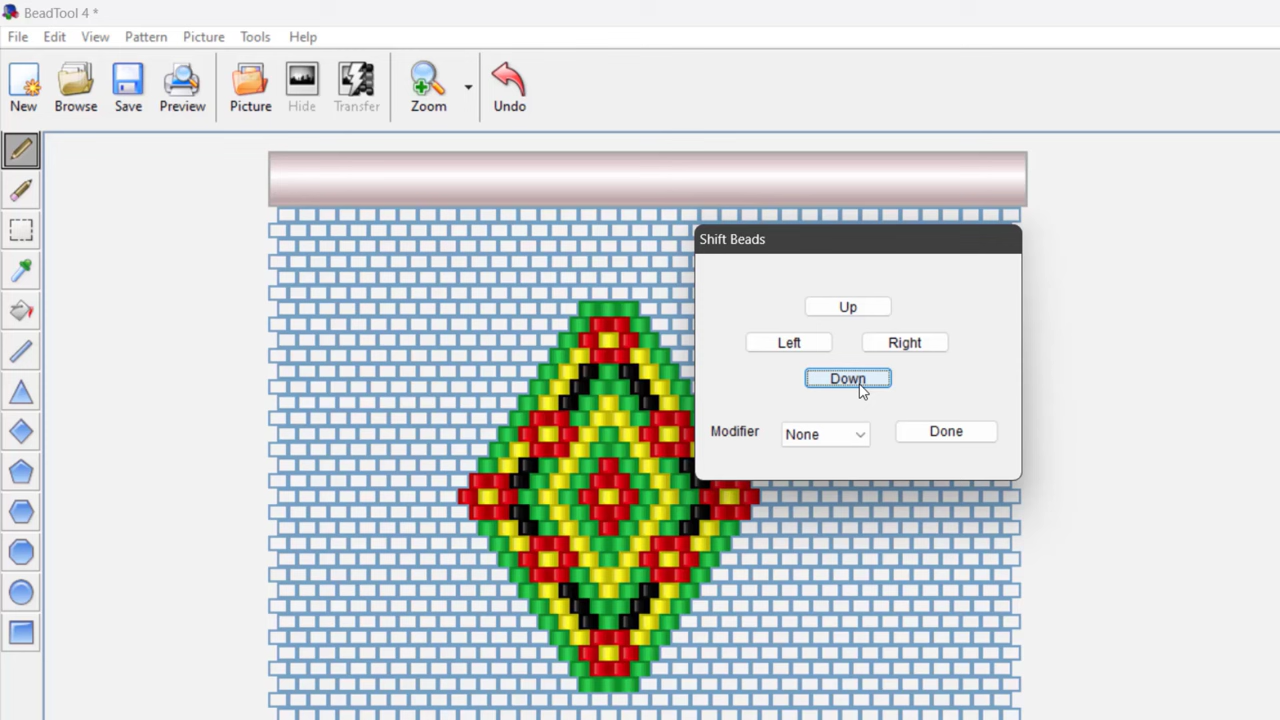 BeadTool 4 *
File Edit View Pattern Picture Tools Help
New Browse Save Preview Picture Hide Transfer Zoom Undo
Shift Beads
Up
Left Right
Down
Modifier None Done